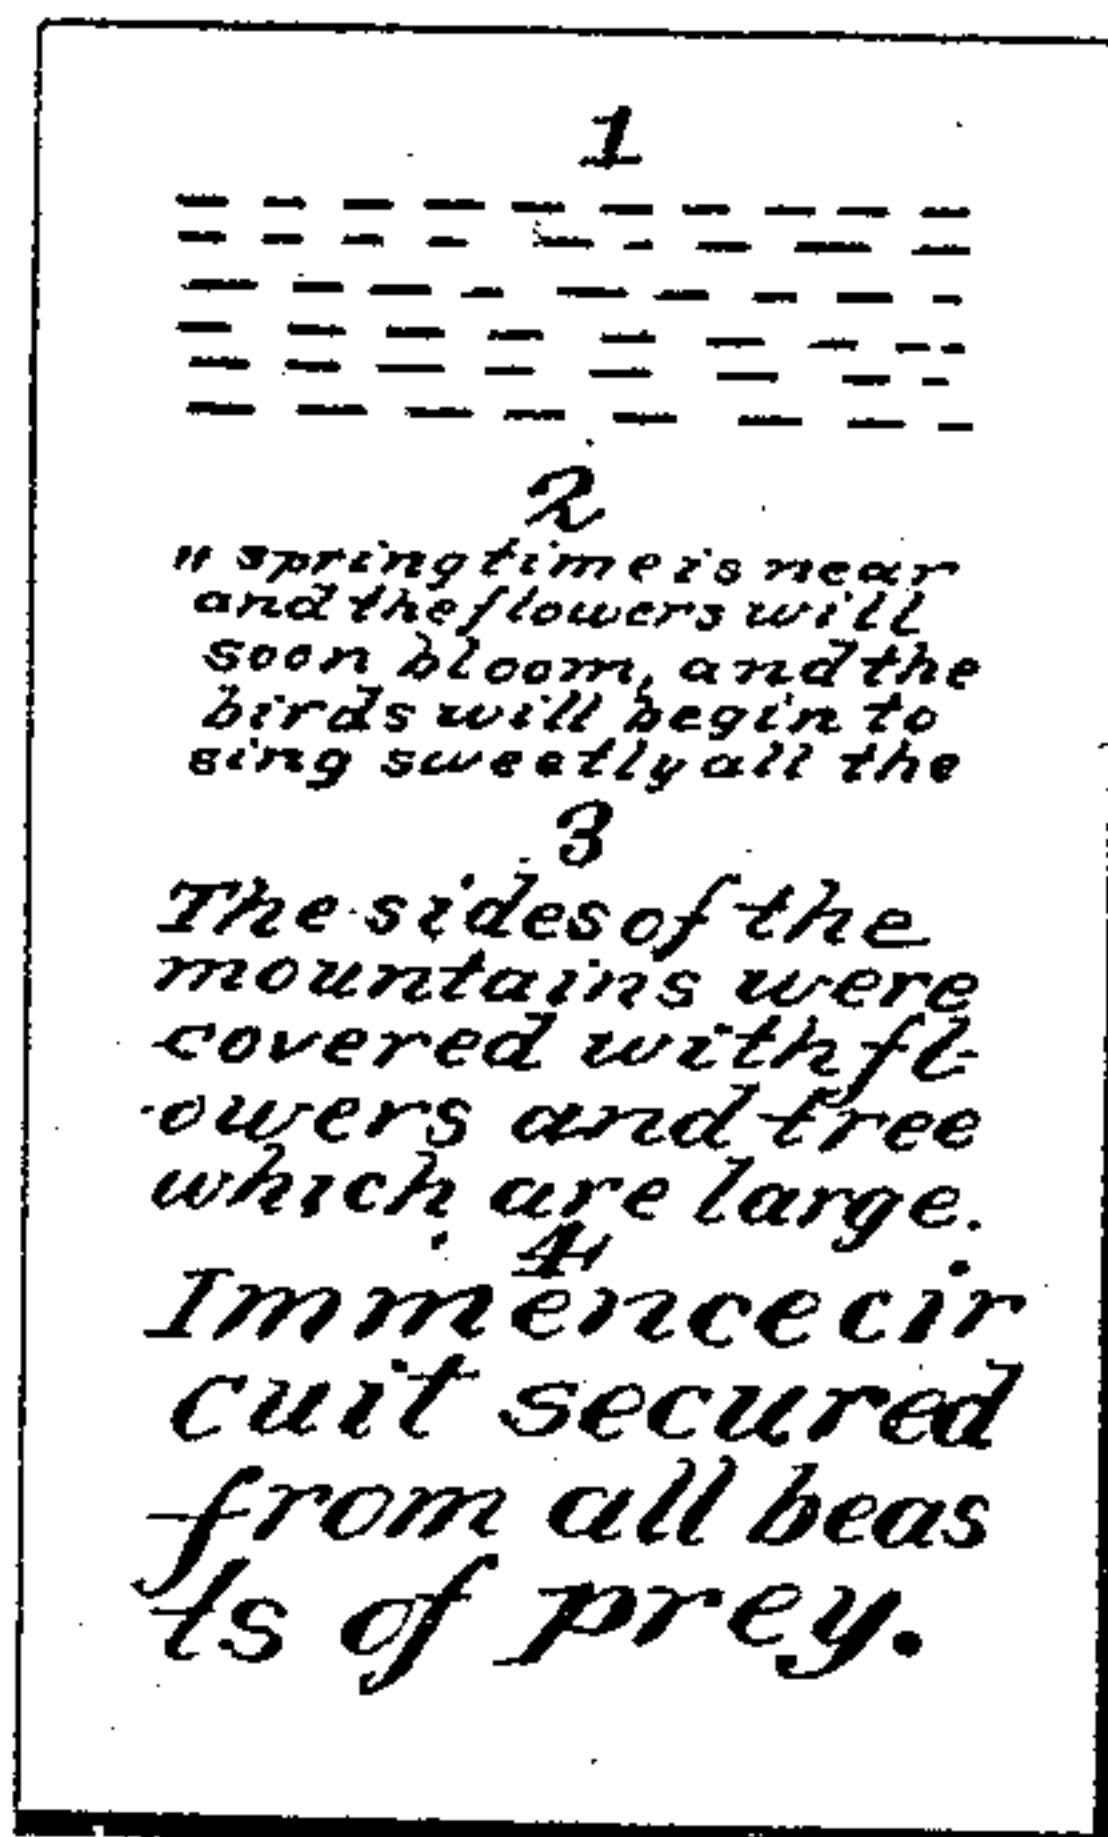 1
2
" spring time is near
and the flowers will
soon bloom, and the
birds will begin to
sing sweetly all the
3
The sides of the
mountains were
covered with fl-
owers and tree
which are large.
4
Immence cir
cuit secured
from all beas
ts of prey.